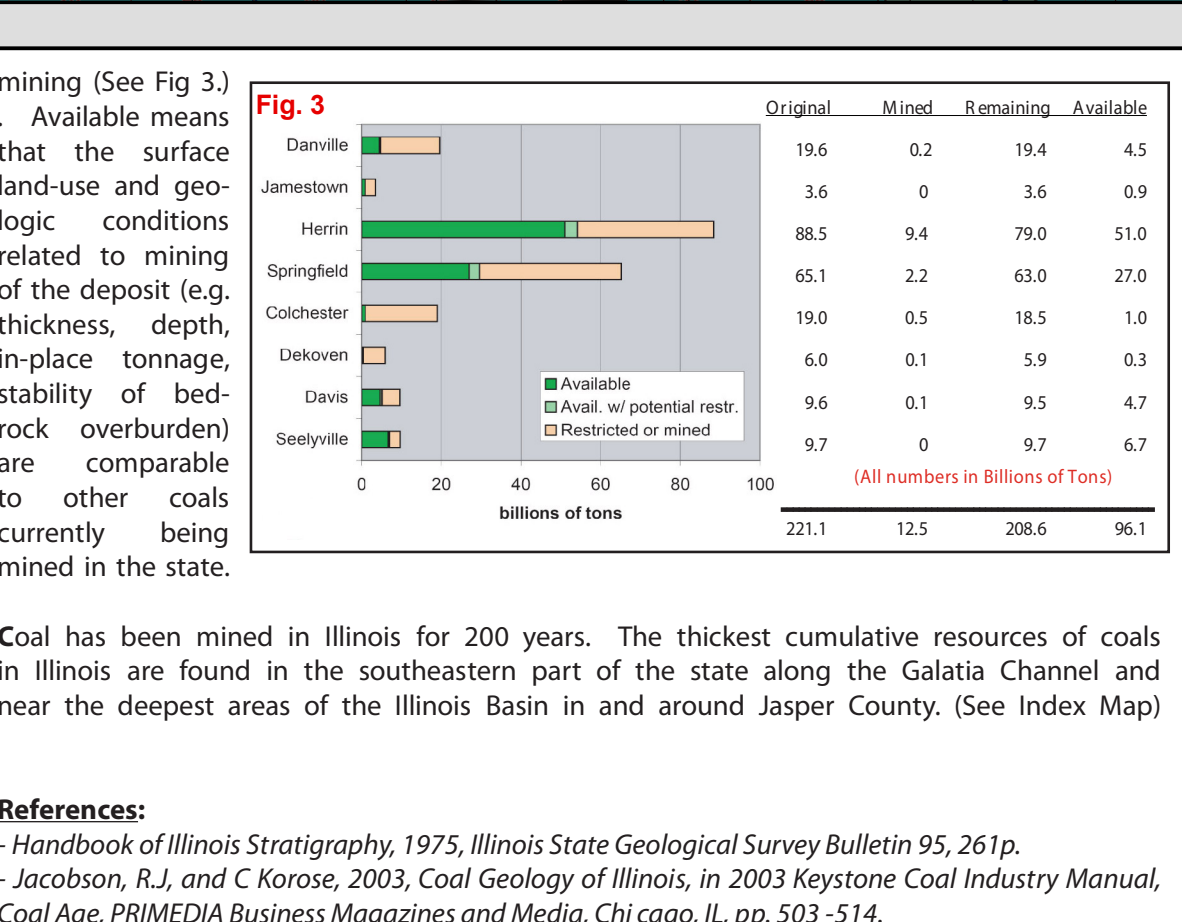 mining (See Fig 3.)
. Available means
that the surface
land-use and geo-
logic conditions
related to mining
of the deposit (e.g.
thickness, depth,
in-place tonnage,
stability of bed-
rock overburden)
are comparable
to other coals
currently being
mined in the state.
Fig. 3
Original Mined Remaining Available
Danville 19.6 0.2 19.4 4.5
Jamestown 3.6 0 3.6 0.9
Herrin 88.5 9.4 79.0 51.0
Springfield 65.1 2.2 63.0 27.0
Colchester 19.0 0.5 18.5 1.0
Dekoven 6.0 0.1 5.9 0.3
Davis 9.6 0.1 9.5 4.7
Seelyville 9.7 0 9.7 6.7
Available
Avail. w/ potential restr.
Restricted or mined
0 20 40 60 80 100
billions of tons
(All numbers in Billions of Tons)
221.1 12.5 208.6 96.1
Coal has been mined in Illinois for 200 years. The thickest cumulative resources of coals
in Illinois are found in the southeastern part of the state along the Galatia Channel and
near the deepest areas of the Illinois Basin in and around Jasper County. (See Index Map)
References:
- Handbook of Illinois Stratigraphy, 1975, Illinois State Geological Survey Bulletin 95, 261p.
- Jacobson, R.J, and C Korose, 2003, Coal Geology of Illinois, in 2003 Keystone Coal Industry Manual,
Coal Age, PRIMEDIA Business Magazines and Media, Chi cago, IL, pp. 503 -514.